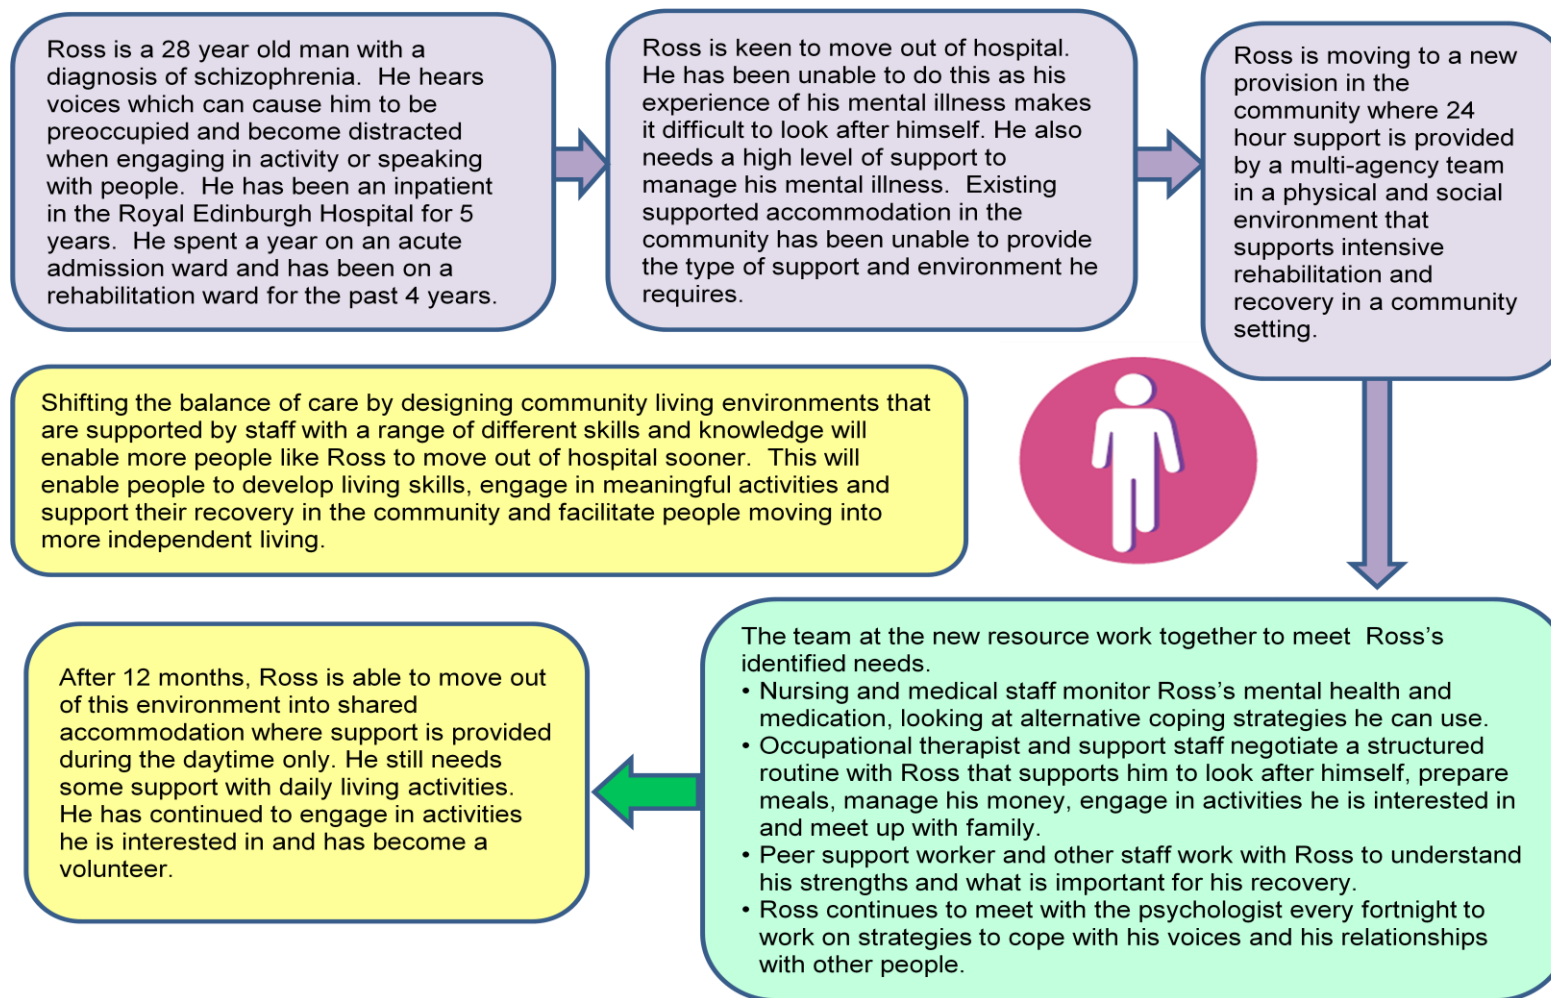 Ross is a 28 year old man with a
diagnosis of schizophrenia.  He hears
voices which can cause him to be
preoccupied and become distracted
when engaging in activity or speaking
with people.  He has been an inpatient
in the Royal Edinburgh Hospital for 5
years.  He spent a year on an acute
admission ward and has been on a
rehabilitation ward for the past 4 years.
Ross is keen to move out of hospital.
He has been unable to do this as his
experience of his mental illness makes
it difficult to look after himself. He also
needs a high level of support to
manage his mental illness.  Existing
supported accommodation in the
community has been unable to provide
the type of support and environment he
requires.
Ross is moving to a new
provision in the
community where 24
hour support is provided
by a multi-agency team
in a physical and social
environment that
supports intensive
rehabilitation and
recovery in a community
setting.
Shifting the balance of care by designing community living environments that
are supported by staff with a range of different skills and knowledge will
enable more people like Ross to move out of hospital sooner.  This will
enable people to develop living skills, engage in meaningful activities and
support their recovery in the community and facilitate people moving into
more independent living.
The team at the new resource work together to meet  Ross’s
identified needs.
• Nursing and medical staff monitor Ross’s mental health and
medication, looking at alternative coping strategies he can use.
• Occupational therapist and support staff negotiate a structured
routine with Ross that supports him to look after himself, prepare
meals, manage his money, engage in activities he is interested in
and meet up with family.
• Peer support worker and other staff work with Ross to understand
his strengths and what is important for his recovery.
• Ross continues to meet with the psychologist every fortnight to
work on strategies to cope with his voices and his relationships
with other people.
After 12 months, Ross is able to move out
of this environment into shared
accommodation where support is provided
during the daytime only. He still needs
some support with daily living activities.
He has continued to engage in activities
he is interested in and has become a
volunteer.